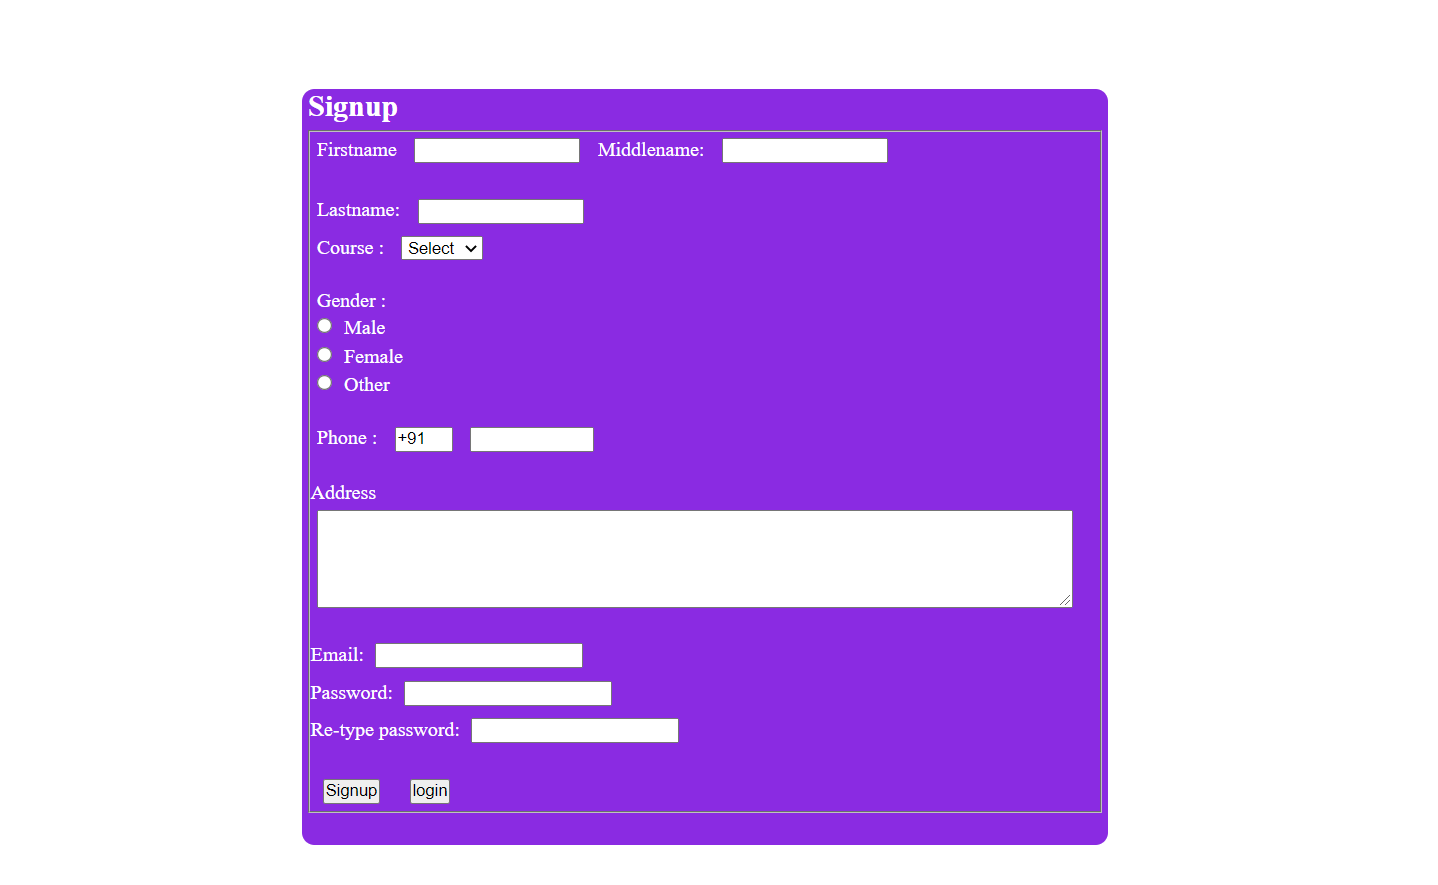 Signup
Firstname Middlename:
Lastname:
Course : Select
Gender :
Male
Female
Other
Phone : +91
Address
Email:
Password:
Re-type password:
Signup login